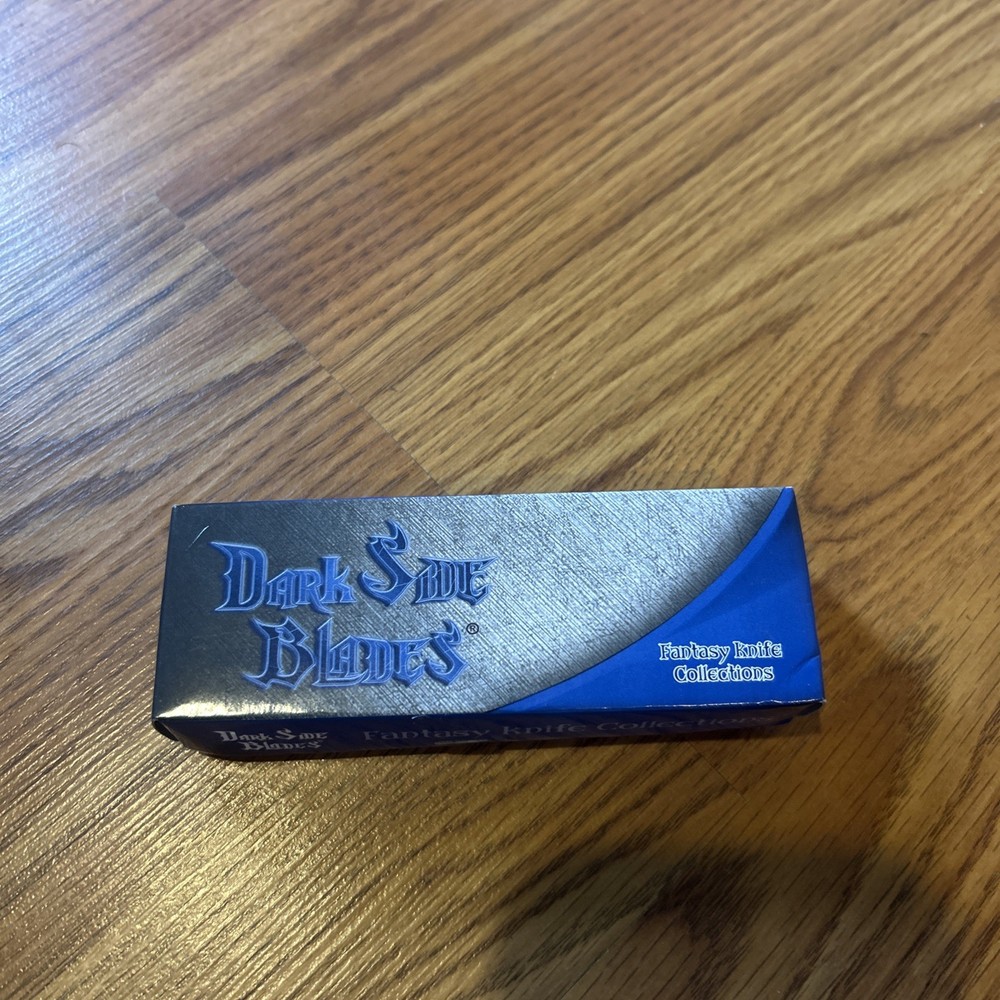 Dark Side
Blades®
Fantasy Knife
Collections
Dark Side
Blades
Fantasy Knife Collections